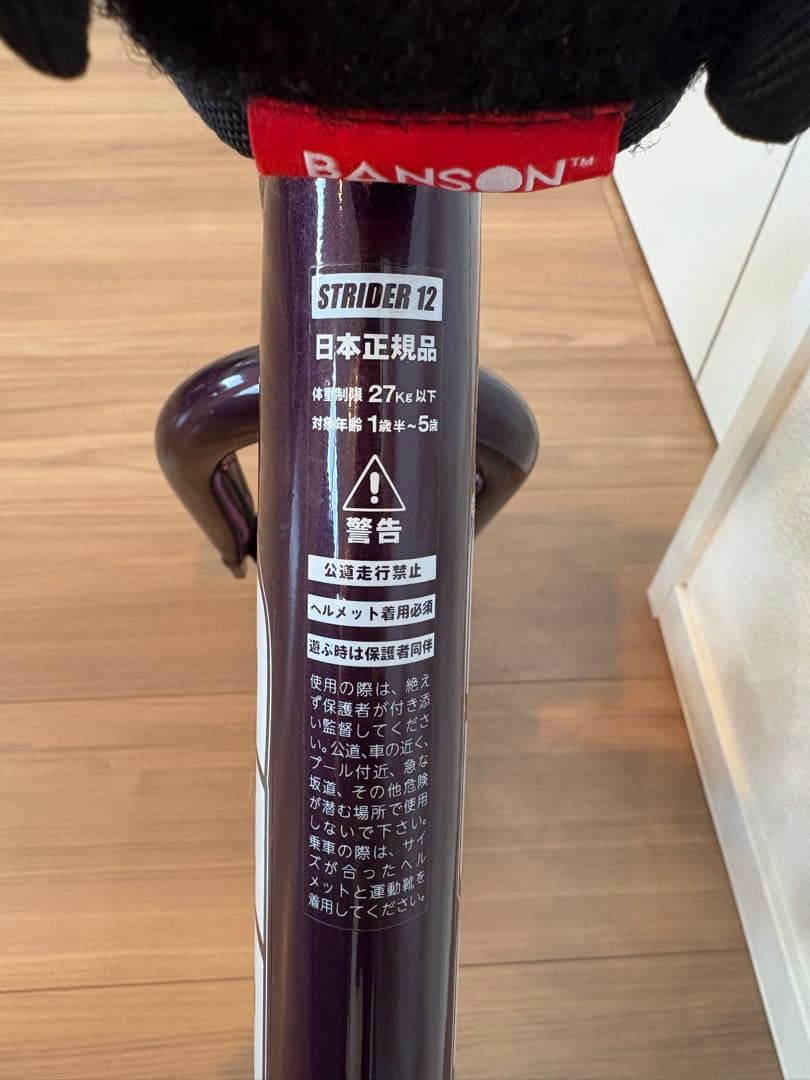 BANSON™
STRIDER 12
日本正規品
体重制限 27Kg 以下
対象年齢 1歳半~5歳
警告
公道走行禁止
ヘルメット着用必須
遊ぶ時は保護者同伴
使用の際は、絶え
ず保護者が付き添
い監督してくださ
い。公道、車の近く、
プール付近、急な
坂道、その他危険
が潜む場所で使用
しないで下さい。
乗車の際は、サイ
ズが合ったヘル
メットと運動靴を
着用してください。